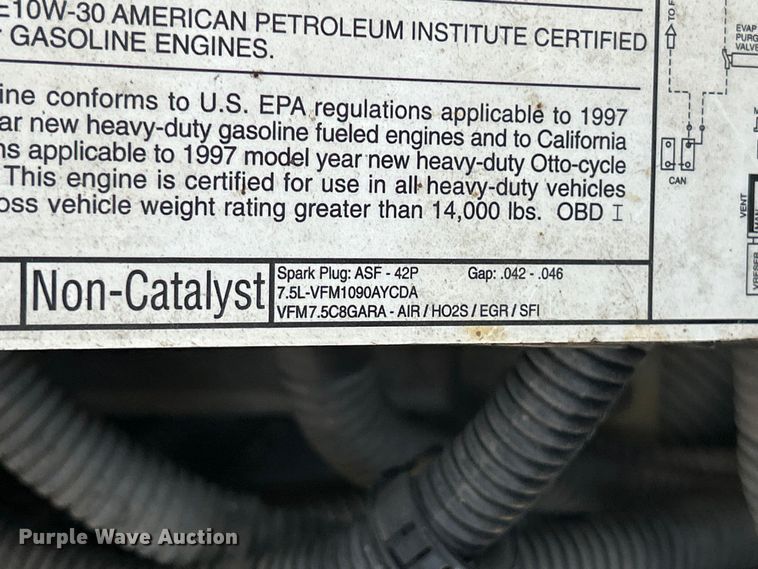 E10W-30 AMERICAN PETROLEUM INSTITUTE CERTIFIED
GASOLINE ENGINES.
ine conforms to U.S. EPA regulations applicable to 1997
ar new heavy-duty gasoline fueled engines and to California
ns applicable to 1997 model year new heavy-duty Otto-cycle
This engine is certified for use in all heavy-duty vehicles
oss vehicle weight rating greater than 14,000 lbs. OBD I
Non-Catalyst
Spark Plug: ASF - 42P Gap: .042 - .046
7.5L-VFM1090AYCDA
VFM7.5C8GARA - AIR / HO2S / EGR / SFI
TO F
EVAP
PURG
VALVE
CAN
VENT
MAN
Purple Wave Auction